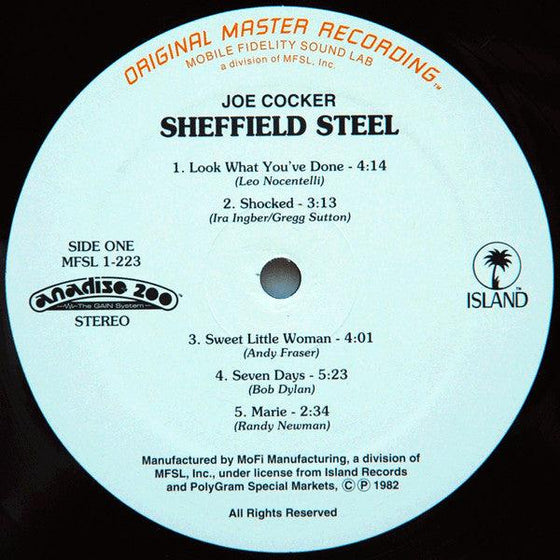 ORIGINAL MASTER RECORDING™
MOBILE FIDELITY SOUND LAB
a division of MFSL, Inc.
JOE COCKER
SHEFFIELD STEEL
1. Look What You've Done - 4:14
(Leo Nocentelli)
2. Shocked - 3:13
(Ira Ingber/Gregg Sutton)
SIDE ONE
MFSL 1-223
anadisc 200™
The GAIN System™
STEREO
ISLAND™
3. Sweet Little Woman - 4:01
(Andy Fraser)
4. Seven Days - 5:23
(Bob Dylan)
5. Marie - 2:34
(Randy Newman)
Manufactured by MoFi Manufacturing, a division of
MFSL, Inc., under license from Island Records
and PolyGram Special Markets, Ⓒ Ⓟ 1982
All Rights Reserved